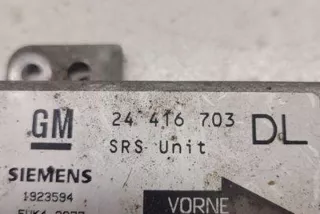 GM 24 416 703 DL
SRS Unit
SIEMENS
1923594
VORNE